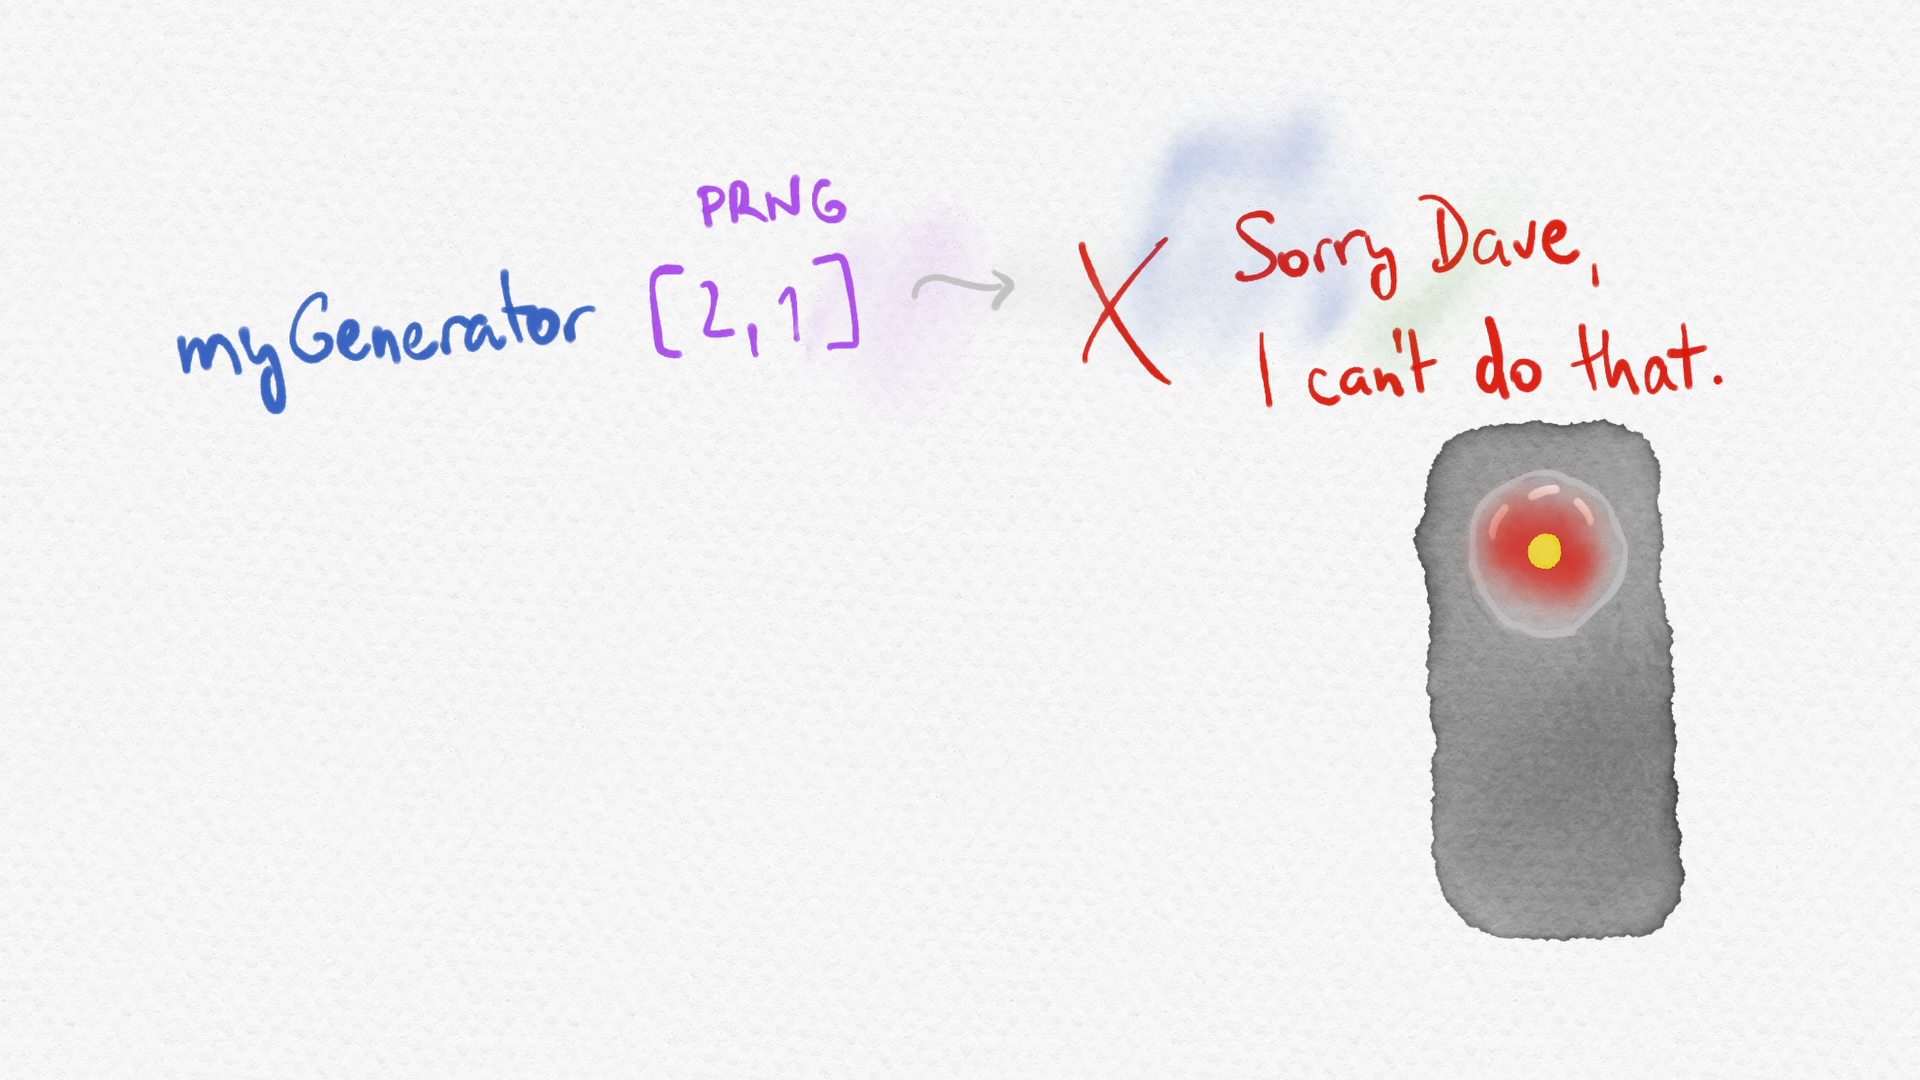 PRNG
myGenerator [2, 1] X
Sorry Dave,
I can't do that.